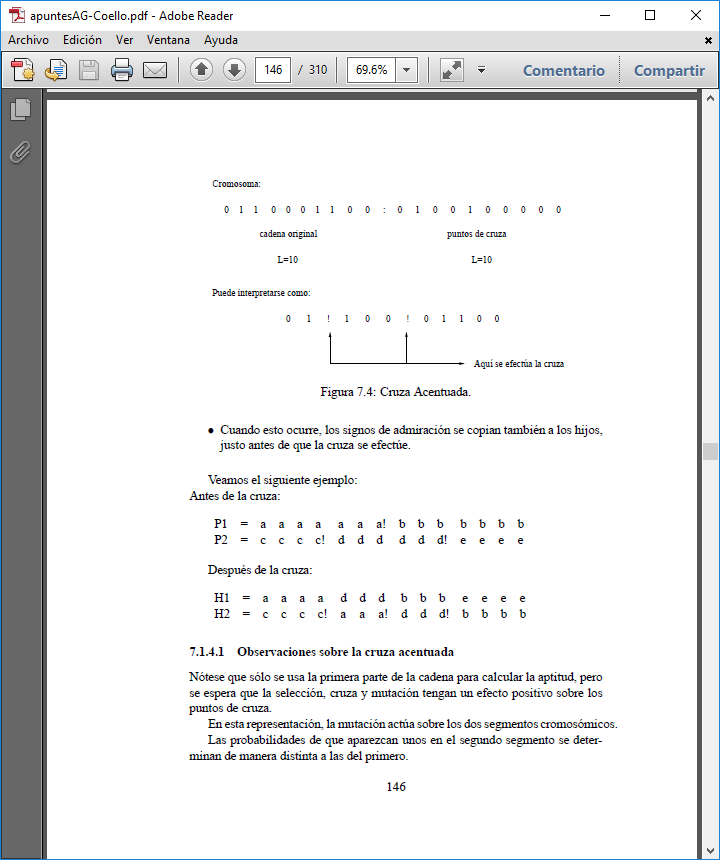 apuntesAG-Coello.pdf - Adobe Reader
Archivo Edición Ver Ventana Ayuda
146 / 310 69.6% Comentario Compartir
Cromosoma:
0 1 1 0 0 0 1 1 0 0 : 0 1 0 0 1 0 0 0 0 0
cadena original puntos de cruza
L=10 L=10
Puede interpretarse como:
0 1 ! 1 0 0 ! 0 1 1 0 0
Aquí se efectúa la cruza
Figura 7.4: Cruza Acentuada.
• Cuando esto ocurre, los signos de admiración se copian también a los hijos,
justo antes de que la cruza se efectúe.
Veamos el siguiente ejemplo:
Antes de la cruza:
P1 = a a a a a a a! b b b b b b b
P2 = c c c c! d d d d d d! e e e e
Después de la cruza:
H1 = a a a a d d d b b b e e e e
H2 = c c c c! a a a! d d d! b b b b
7.1.4.1 Observaciones sobre la cruza acentuada
Nótese que sólo se usa la primera parte de la cadena para calcular la aptitud, pero
se espera que la selección, cruza y mutación tengan un efecto positivo sobre los
puntos de cruza.
En esta representación, la mutación actúa sobre los dos segmentos cromosómicos.
Las probabilidades de que aparezcan unos en el segundo segmento se deter-
minan de manera distinta a las del primero.
146